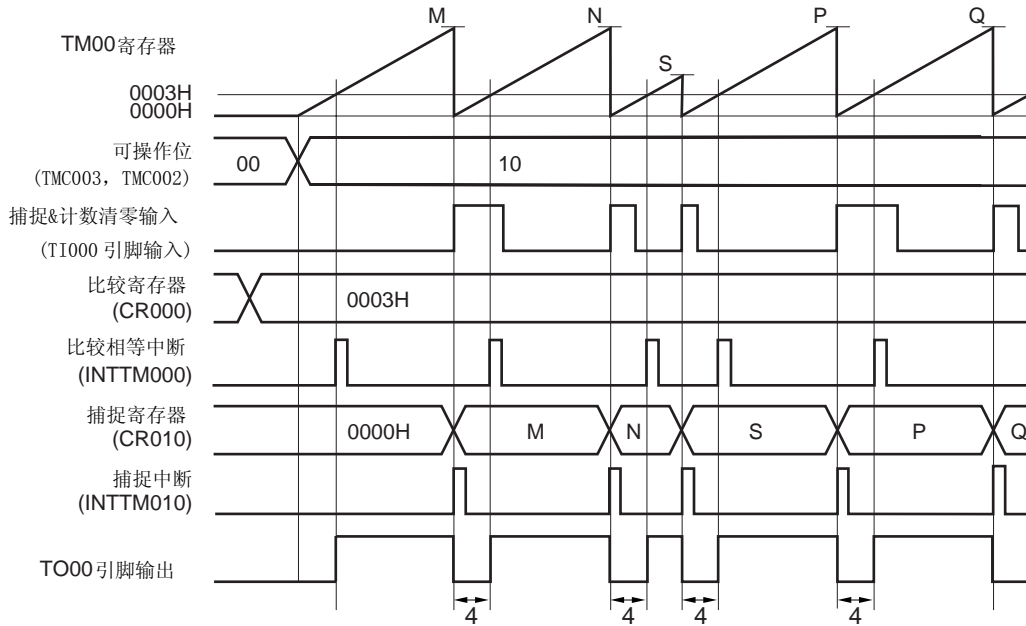 M N P Q
TM00寄存器
S
0003H
0000H
可操作位
(TMC003，TMC002)
00 10
捕捉&计数清零输入
(TI000 引脚输入)
比较寄存器
(CR000)
0003H
比较相等中断
(INTTM000)
捕捉寄存器
(CR010)
0000H M N S P Q
捕捉中断
(INTTM010)
TO00引脚输出
4 4 4 4